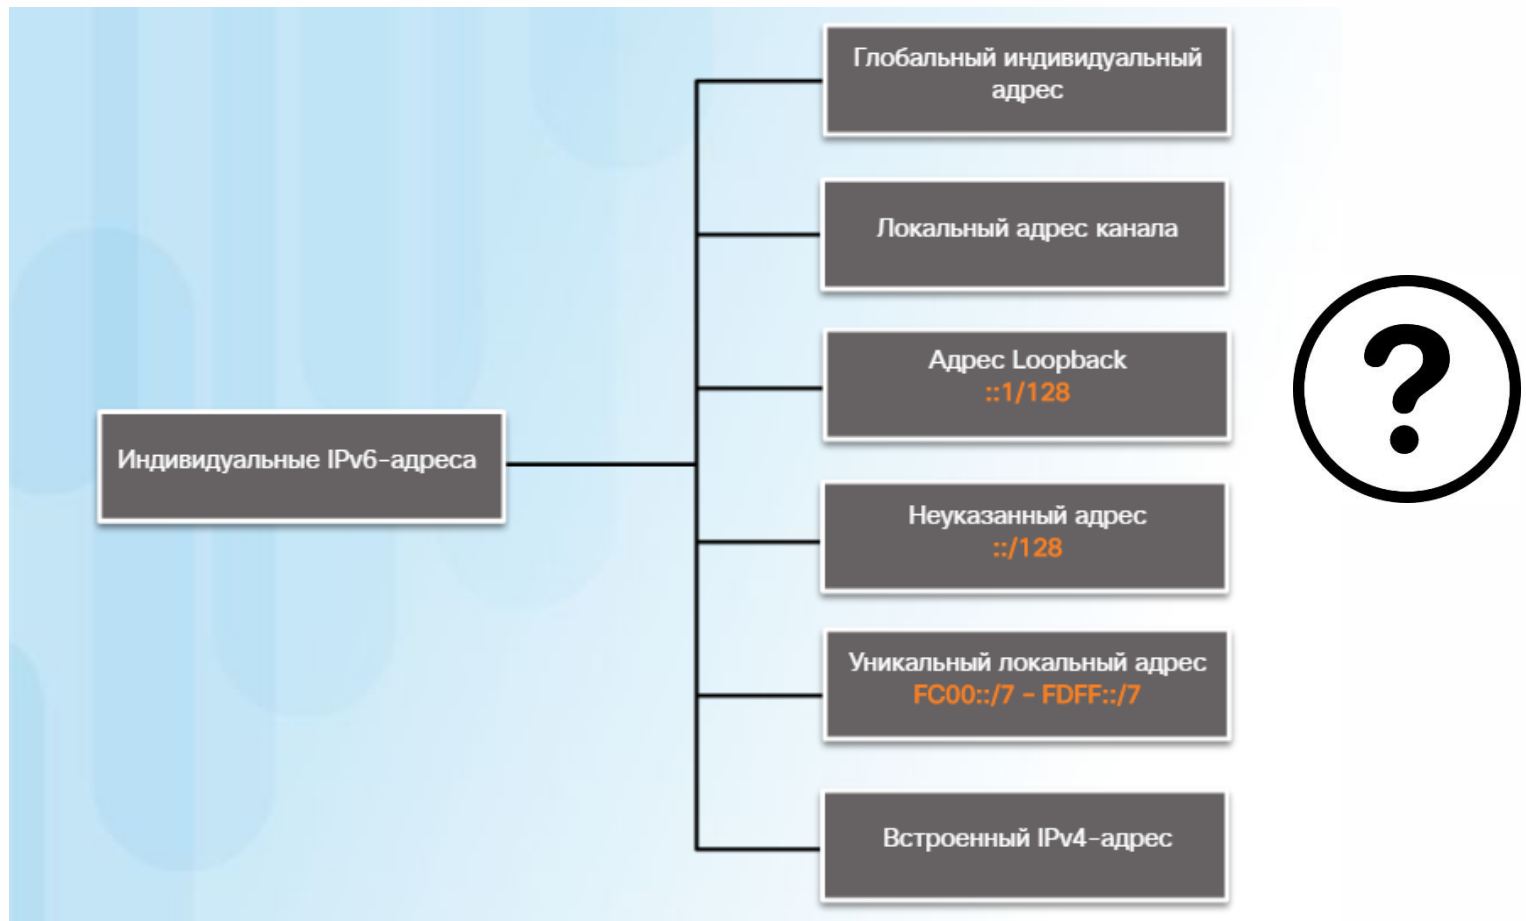 Глобальный индивидуальный
адрес
Локальный адрес канала
Адрес Loopback
::1/128
Индивидуальные IPv6-адреса
Неуказанный адрес
::/128
Уникальный локальный адрес
FC00::/7 - FDFF::/7
Встроенный IPv4-адрес
?